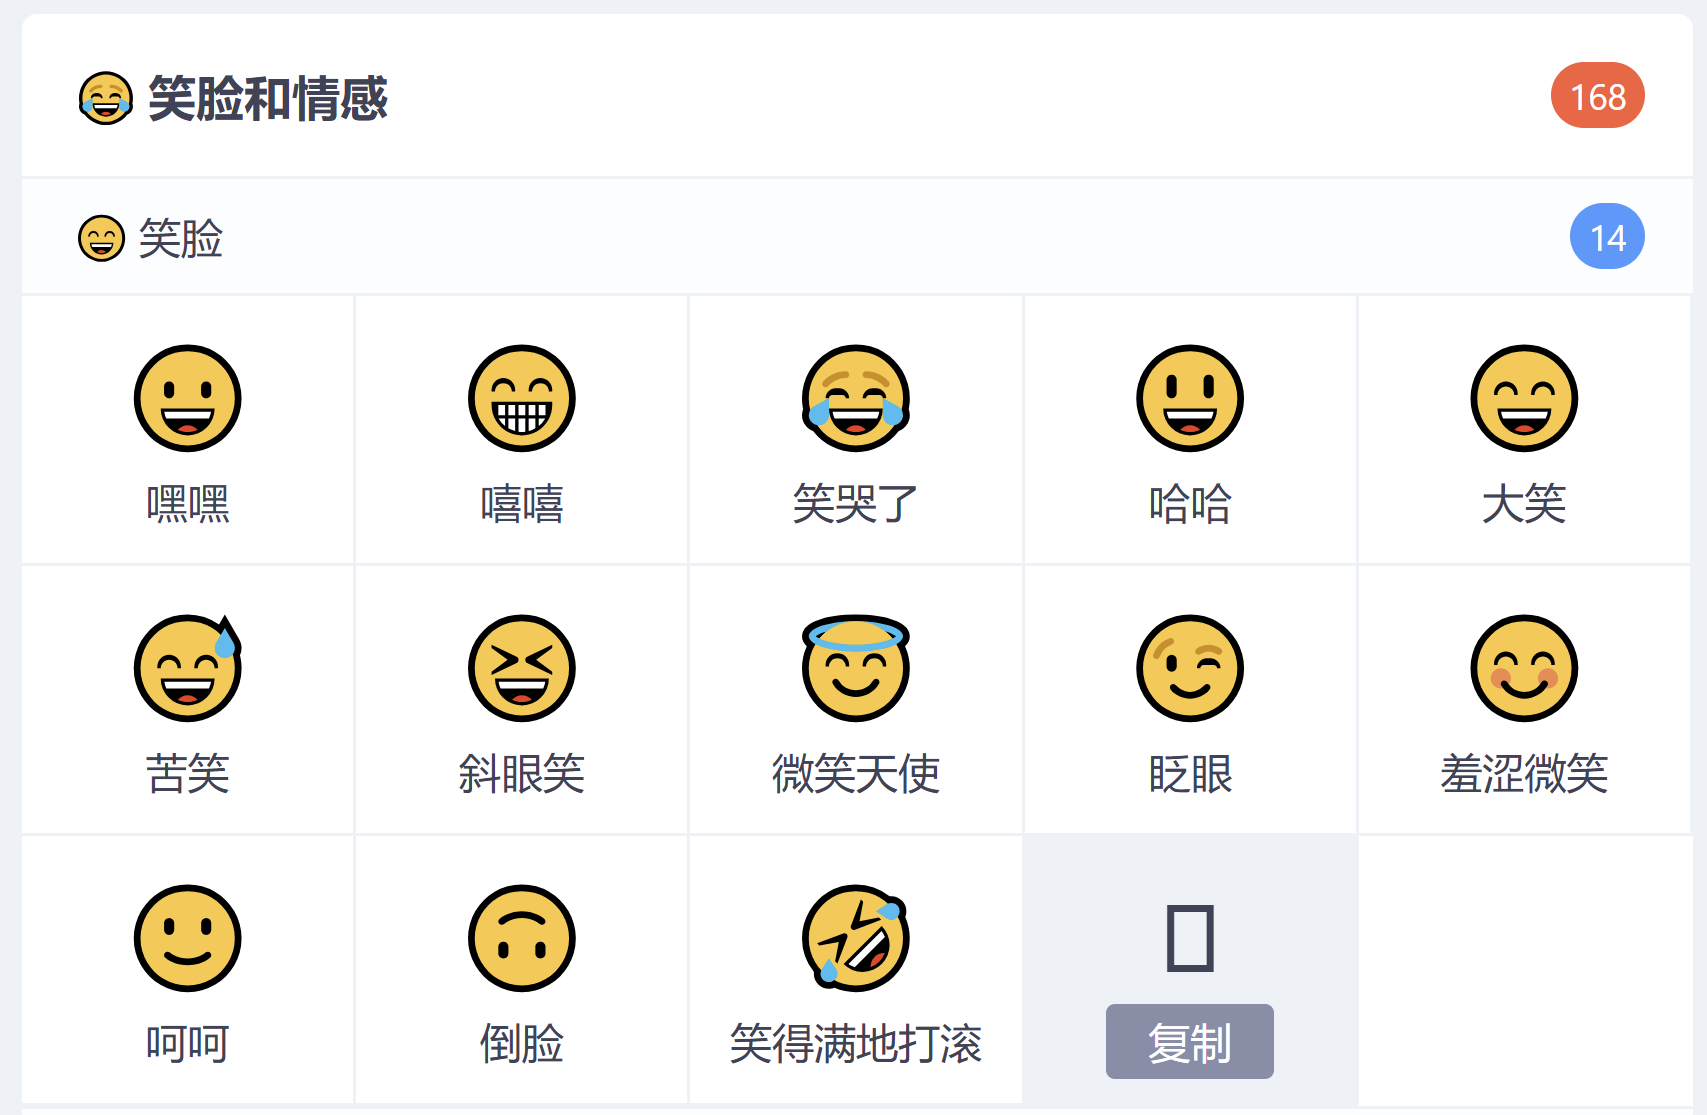 笑脸和情感
168
笑脸
14
嘿嘿
嘻嘻
笑哭了
哈哈
大笑
苦笑
斜眼笑
微笑天使
眨眼
羞涩微笑
呵呵
倒脸
笑得满地打滚
复制